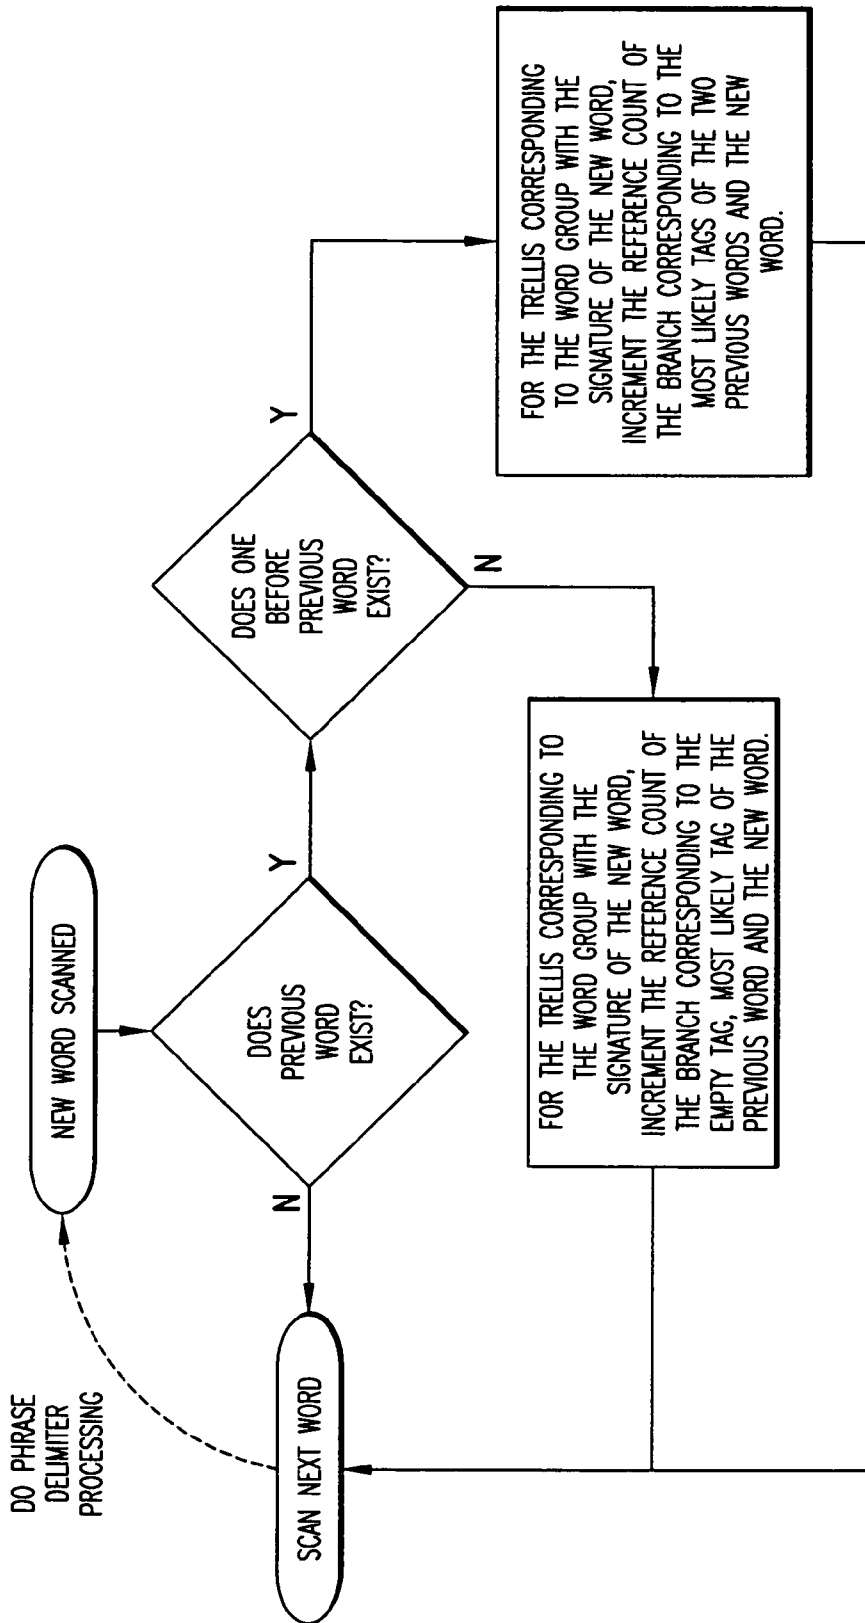 DO PHRASE
DELIMITER
PROCESSING
NEW WORD SCANNED
SCAN NEXT WORD
N
DOES
PREVIOUS
WORD
EXIST?
Y
DOES ONE
BEFORE
PREVIOUS
WORD
EXIST?
Y
N
FOR THE TRELLIS CORRESPONDING TO
THE WORD GROUP WITH THE
SIGNATURE OF THE NEW WORD,
INCREMENT THE REFERENCE COUNT OF
THE BRANCH CORRESPONDING TO THE
EMPTY TAG, MOST LIKELY TAG OF THE
PREVIOUS WORD AND THE NEW WORD.
FOR THE TRELLIS CORRESPONDING
TO THE WORD GROUP WITH THE
SIGNATURE OF THE NEW WORD,
INCREMENT THE REFERENCE COUNT OF
THE BRANCH CORRESPONDING TO THE
MOST LIKELY TAGS OF THE TWO
PREVIOUS WORDS AND THE NEW
WORD.